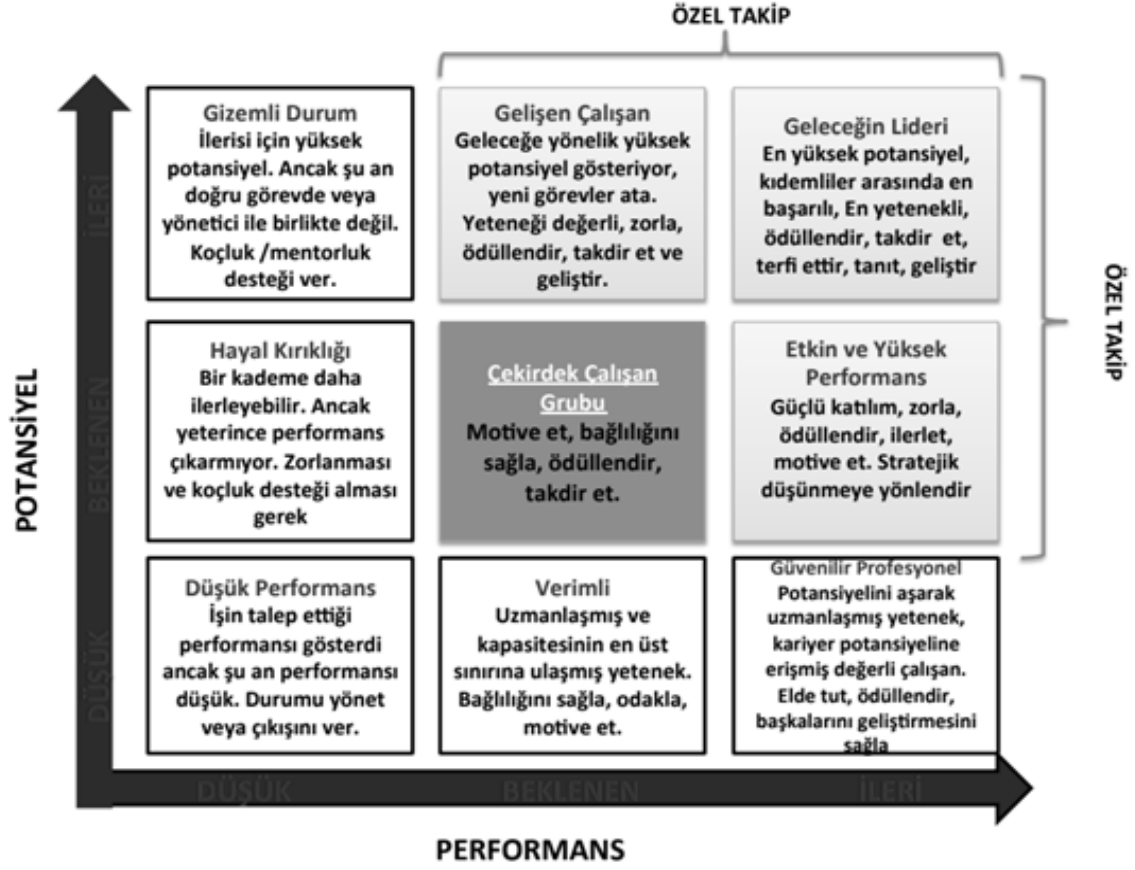 ÖZEL TAKİP
Gizemli Durum
İlerisi için yüksek
potansiyel. Ancak şu an
doğru görevde veya
yönetici ile birlikte değil.
Koçluk /mentorluk
desteği ver.
Gelişen Çalışan
Geleceğe yönelik yüksek
potansiyel gösteriyor,
yeni görevler ata.
Yeteneği değerli, zorla,
ödüllendir, takdir et ve
geliştir.
Geleceğin Lideri
En yüksek potansiyel,
kıdemliler arasında en
başarılı, En yetenekli,
ödüllendir, takdir et,
terfi ettir, tanıt, geliştir
İLERİ
ÖZEL TAKİP
Hayal Kırıklığı
Bir kademe daha
ilerleyebilir. Ancak
yeterince performans
çıkarmıyor. Zorlanması
ve koçluk desteği alması
gerek
Çekirdek Çalışan
Grubu
Motive et, bağlılığını
sağla, ödüllendir,
takdir et.
Etkin ve Yüksek
Performans
Güçlü katılım, zorla,
ödüllendir, ilerlet,
motive et. Stratejik
düşünmeye yönlendir
POTANSİYEL
BEKLENEN
Düşük Performans
İşin talep ettiği
performansı gösterdi
ancak şu an performansı
düşük. Durumu yönet
veya çıkışını ver.
Verimli
Uzmanlaşmış ve
kapasitesinin en üst
sınırına ulaşmış yetenek.
Bağlılığını sağla, odakla,
motive et.
Güvenilir Profesyonel
Potansiyelini aşarak
uzmanlaşmış yetenek,
kariyer potansiyeline
erişmiş değerli çalışan.
Elde tut, ödüllendir,
başkalarını geliştirmesini
sağla
DÜŞÜK
DÜŞÜK
BEKLENEN
İLERİ
PERFORMANS